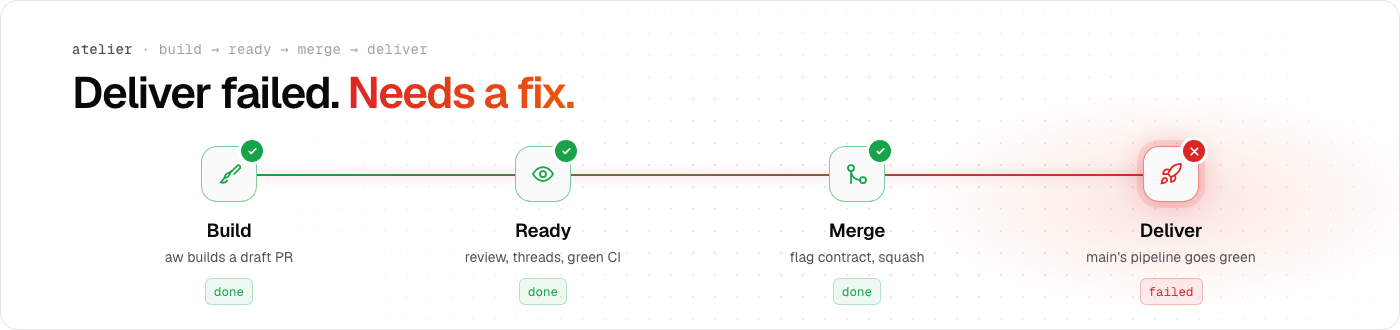 atelier · build → ready → merge → deliver
Deliver failed. Needs a fix.
Build
aw builds a draft PR
done
Ready
review, threads, green CI
done
Merge
flag contract, squash
done
Deliver
main's pipeline goes green
failed